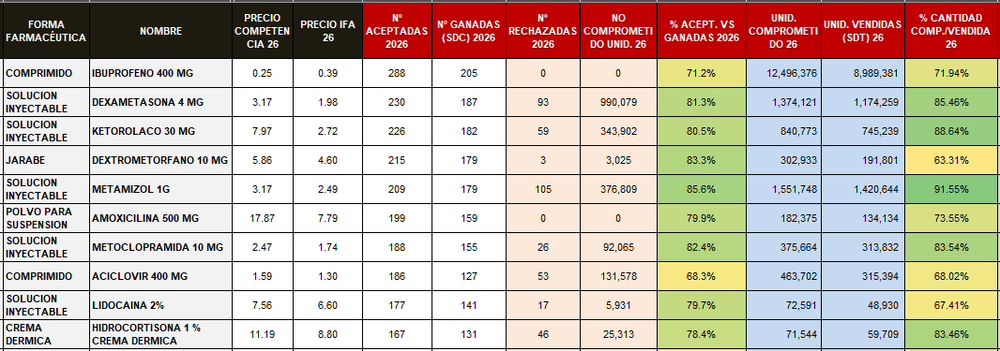 FORMA FARMACÉUTICA | NOMBRE | PRECIO COMPETENCIA 26 | PRECIO IFA 26 | N° ACEPTADAS 2026 | N° GANADAS (SDC) 2026 | N° RECHAZADAS 2026 | NO COMPROMETIDO UNID. 26 | % ACEPT. VS GANADAS 2026 | UNID. COMPROMETIDO 26 | UNID. VENDIDAS (SDT) 26 | % CANTIDAD COMP./VENDIDA 26
COMPRIMIDO | IBUPROFENO 400 MG | 0.25 | 0.39 | 288 | 205 | 0 | 0 | 71.2% | 12,496,376 | 8,989,381 | 71.94%
SOLUCION INYECTABLE | DEXAMETASONA 4 MG | 3.17 | 1.98 | 230 | 187 | 93 | 990,079 | 81.3% | 1,374,121 | 1,174,259 | 85.46%
SOLUCION INYECTABLE | KETOROLACO 30 MG | 7.97 | 2.72 | 226 | 182 | 59 | 343,902 | 80.5% | 840,773 | 745,239 | 88.64%
JARABE | DEXTROMETORFANO 10 MG | 5.86 | 4.60 | 215 | 179 | 3 | 3,025 | 83.3% | 302,933 | 191,801 | 63.31%
SOLUCION INYECTABLE | METAMIZOL 1G | 3.17 | 2.49 | 209 | 179 | 105 | 376,809 | 85.6% | 1,551,748 | 1,420,644 | 91.55%
POLVO PARA SUSPENSION | AMOXICILINA 500 MG | 17.87 | 7.79 | 199 | 159 | 0 | 0 | 79.9% | 182,375 | 134,134 | 73.55%
SOLUCION INYECTABLE | METOCLOPRAMIDA 10 MG | 2.47 | 1.74 | 188 | 155 | 26 | 92,065 | 82.4% | 375,664 | 313,832 | 83.54%
COMPRIMIDO | ACICLOVIR 400 MG | 1.59 | 1.30 | 186 | 127 | 53 | 131,578 | 68.3% | 463,702 | 315,394 | 68.02%
SOLUCION INYECTABLE | LIDOCAINA 2% | 7.56 | 6.60 | 177 | 141 | 17 | 5,931 | 79.7% | 72,591 | 48,930 | 67.41%
CREMA DERMICA | HIDROCORTISONA 1 % CREMA DERMICA | 11.19 | 8.80 | 167 | 131 | 46 | 25,313 | 78.4% | 71,544 | 59,709 | 83.46%